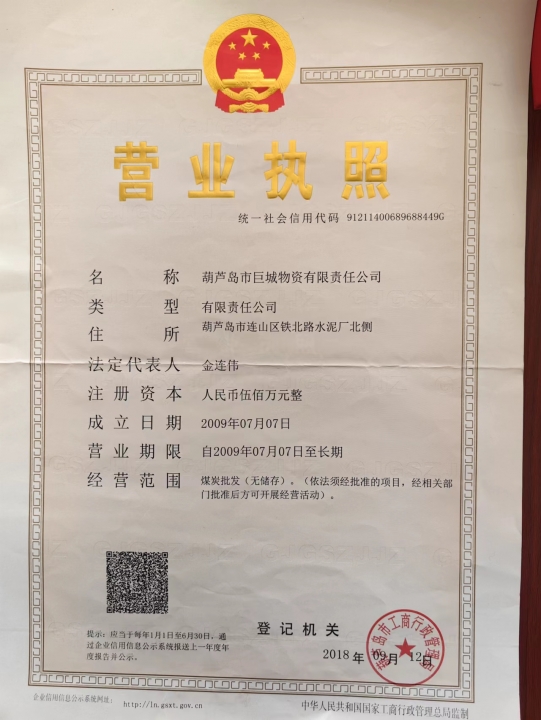 营业执照
统一社会信用代码 91211400689688449G
名称 葫芦岛市巨城物资有限责任公司
类型 有限责任公司
住所 葫芦岛市连山区铁北路水泥厂北侧
法定代表人 金连伟
注册资本 人民币伍佰万元整
成立日期 2009年07月07日
营业期限 自2009年07月07日至长期
经营范围 煤炭批发（无储存）。（依法须经批准的项目，经相关部
门批准后方可开展经营活动）。
提示：应当于每年1月1日至6月30日，通
过企业信用信息公示系统报送上一年度年
度报告并公示。
登记机关
葫芦岛市工商行政管理局
2018 年 09月 12日
企业信用信息公示系统网址： http://ln.gsxt.gov.cn
中华人民共和国国家工商行政管理总局监制